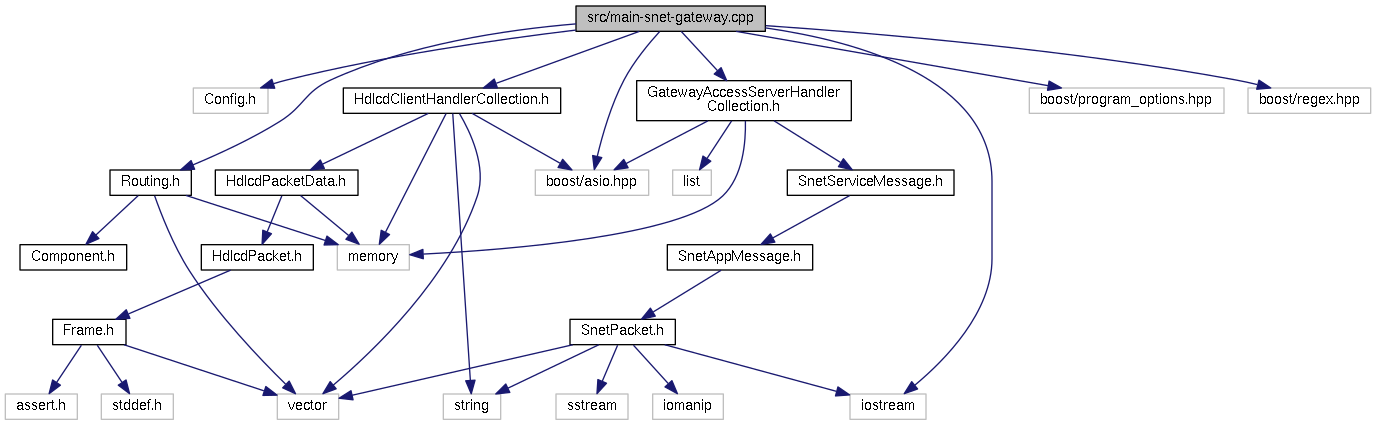 src/main-snet-gateway.cpp
Config.h
HdlcdClientHandlerCollection.h
GatewayAccessServerHandler
Collection.h
boost/program_options.hpp
boost/regex.hpp
Routing.h
HdlcdPacketData.h
boost/asio.hpp
list
SnetServiceMessage.h
Component.h
HdlcdPacket.h
memory
SnetAppMessage.h
Frame.h
SnetPacket.h
assert.h
stddef.h
vector
string
sstream
iomanip
iostream